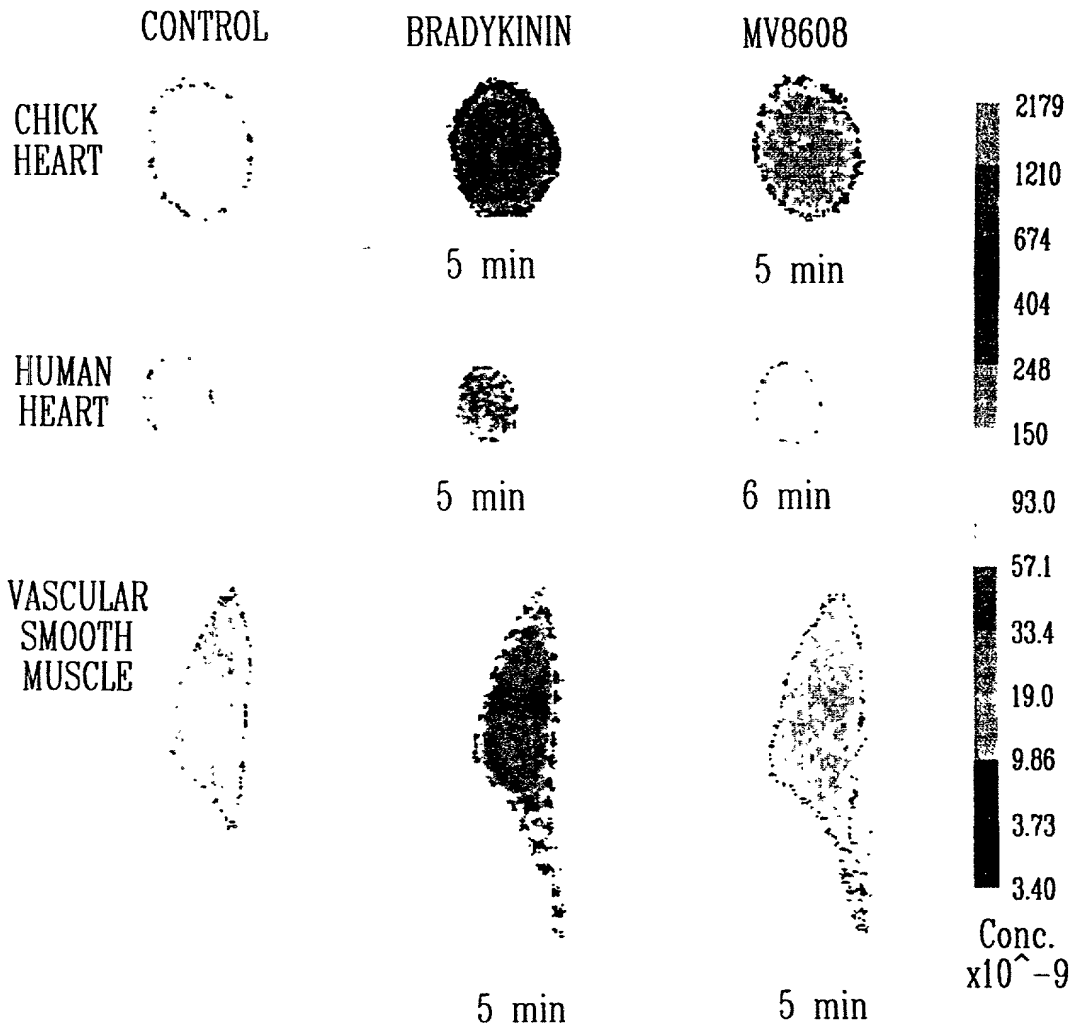 CONTROL BRADYKININ MV8608
CHICK
HEART
5 min 5 min
HUMAN
HEART
5 min 6 min
VASCULAR
SMOOTH
MUSCLE
5 min 5 min
2179
1210
674
404
248
150
93.0
57.1
33.4
19.0
9.86
3.73
3.40
Conc.
x10^-9